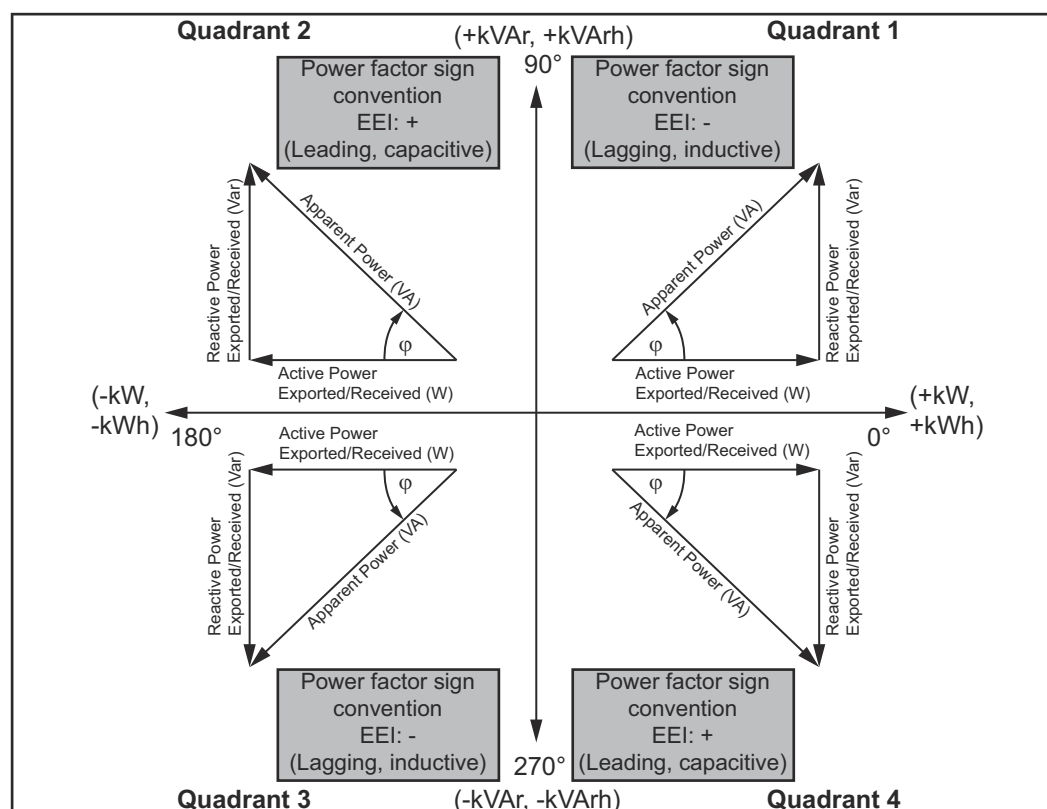 Quadrant 2
(+kVAr, +kVArh)
Quadrant 1
90°
Power factor sign
convention
EEI: +
(Leading, capacitive)
Power factor sign
convention
EEI: -
(Lagging, inductive)
Reactive Power
Exported/Received (Var)
Apparent Power (VA)
φ
Active Power
Exported/Received (W)
Apparent Power (VA)
φ
Active Power
Exported/Received (W)
Reactive Power
Exported/Received (Var)
(-kW,
-kWh)
180°
(+kW,
+kWh)
0°
Active Power
Exported/Received (W)
φ
Reactive Power
Exported/Received (Var)
Apparent Power (VA)
Active Power
Exported/Received (W)
φ
Apparent Power (VA)
Reactive Power
Exported/Received (Var)
Power factor sign
convention
EEI: -
(Lagging, inductive)
Power factor sign
convention
EEI: +
(Leading, capacitive)
270°
Quadrant 3
(-kVAr, -kVArh)
Quadrant 4